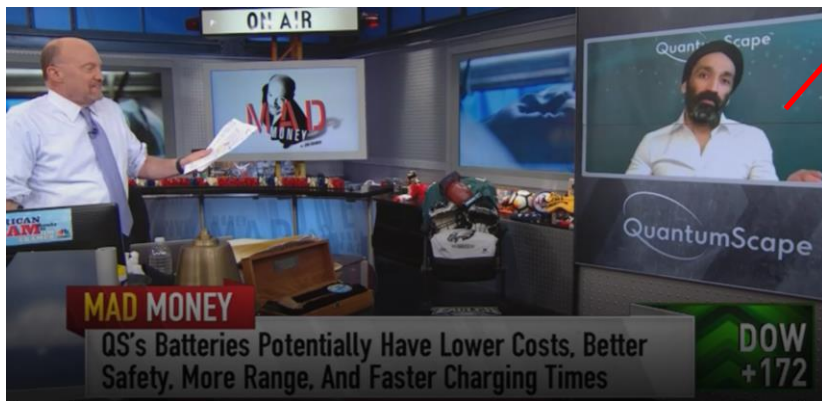 ON A!R
QuantumScape
MAD
MONEY
QuantumScape
MAD MONEY
QS's Batteries Potentially Have Lower Costs, Better
Safety, More Range, And Faster Charging Times
DOW
+172